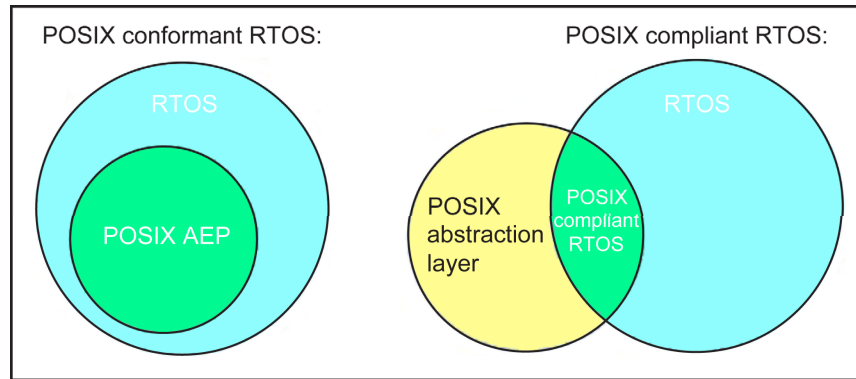 POSIX conformant RTOS:
RTOS
POSIX AEP
POSIX compliant RTOS:
RTOS
POSIX
abstraction
layer
POSIX
compliant
RTOS